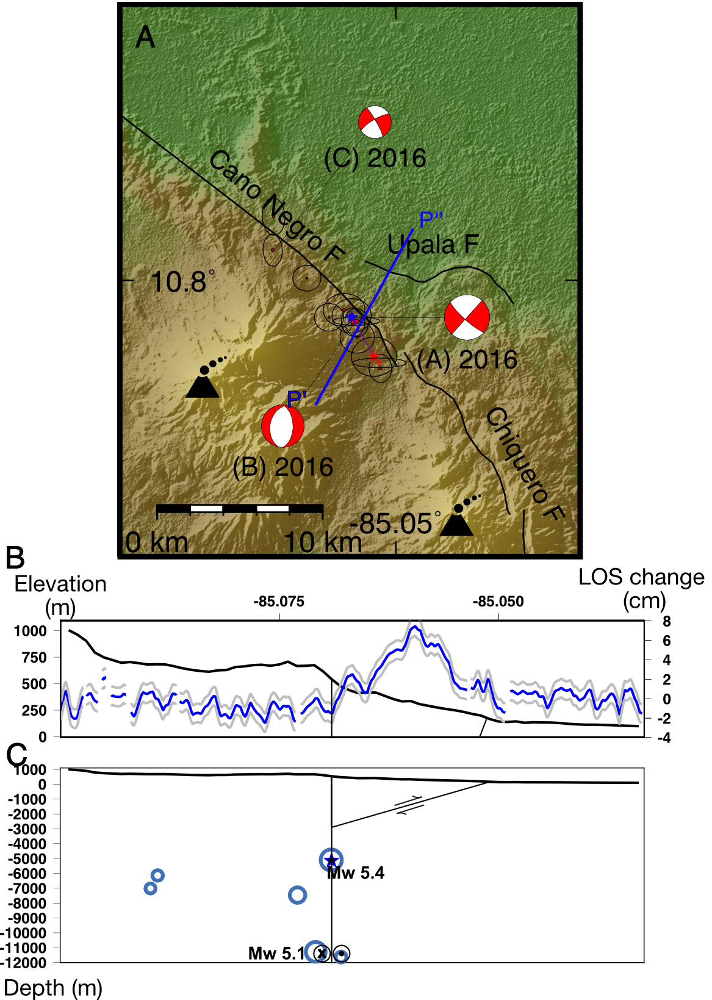 A
(C) 2016
Cano Negro F
P"
Upala F
10.8°
(A) 2016
P'
Chiquero F
(B) 2016
-85.05°
0 km 10 km
B
Elevation
(m)
LOS change
(cm)
-85.075 -85.050
1000
750
500
250
0
8
6
4
2
0
-2
-4
C
1000
0
-1000
-2000
-3000
-4000
-5000
-6000
-7000
-8000
-9000
-10000
-11000
-12000
Mw 5.4
Mw 5.1
x
Depth (m)